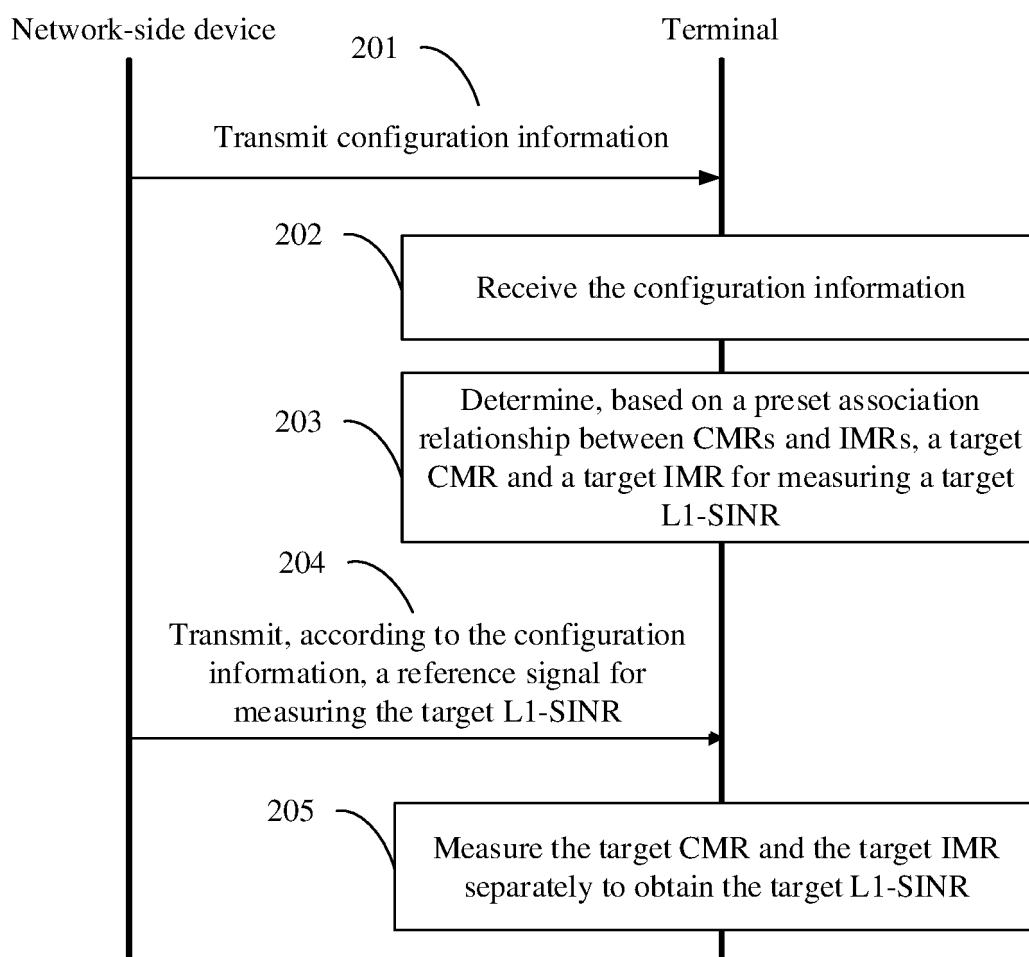 Network-side device
Terminal
201
Transmit configuration information
202
Receive the configuration information
203
Determine, based on a preset association
relationship between CMRs and IMRs, a target
CMR and a target IMR for measuring a target
L1-SINR
204
Transmit, according to the configuration
information, a reference signal for
measuring the target L1-SINR
205
Measure the target CMR and the target IMR
separately to obtain the target L1-SINR